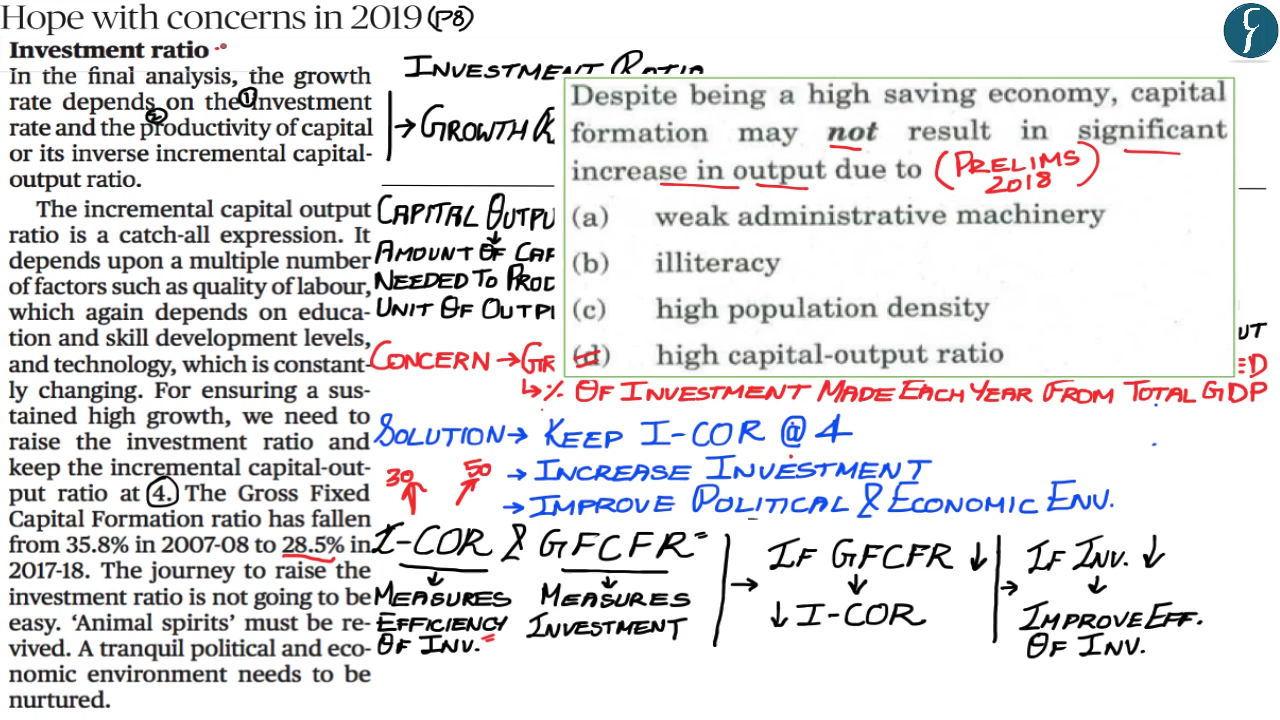 Hope with concerns in 2019 (P8)
Investment ratio
In the final analysis, the growth
rate depends on the ① investment
rate and the ② productivity of capital
or its inverse incremental capital-
output ratio.
The incremental capital output
ratio is a catch-all expression. It
depends upon a multiple number
of factors such as quality of labour,
which again depends on educa-
tion and skill development levels,
and technology, which is constant-
ly changing. For ensuring a sus-
tained high growth, we need to
raise the investment ratio and
keep the incremental capital-out-
put ratio at 4. The Gross Fixed
Capital Formation ratio has fallen
from 35.8% in 2007-08 to 28.5% in
2017-18. The journey to raise the
investment ratio is not going to be
easy. ‘Animal spirits’ must be re-
vived. A tranquil political and eco-
nomic environment needs to be
nurtured.
INVESTMENT RATIO
→ GROWTH R
CAPITAL OUTPU
↓
AMOUNT OF CAP
NEEDED TO PROD
UNIT OF OUTPU
Despite being a high saving economy, capital
formation may not result in significant
increase in output due to (PRELIMS 2018)
(a) weak administrative machinery
(b) illiteracy
(c) high population density
(d) high capital-output ratio
UT
ED
CONCERN → GR
↳ % OF INVESTMENT MADE EACH YEAR FROM TOTAL GDP
SOLUTION → KEEP I-COR @ 4
→ INCREASE INVESTMENT
→ IMPROVE POLITICAL & ECONOMIC ENV.
30 ↑ 50 ↑
I-COR & GFCFR =
↓ MEASURES EFFICIENCY OF INV. =
↓ MEASURES INVESTMENT
→ IF GFCFR ↓
↓
↓ I-COR
→ IF INV. ↓
↓
IMPROVE EFF.
OF INV.